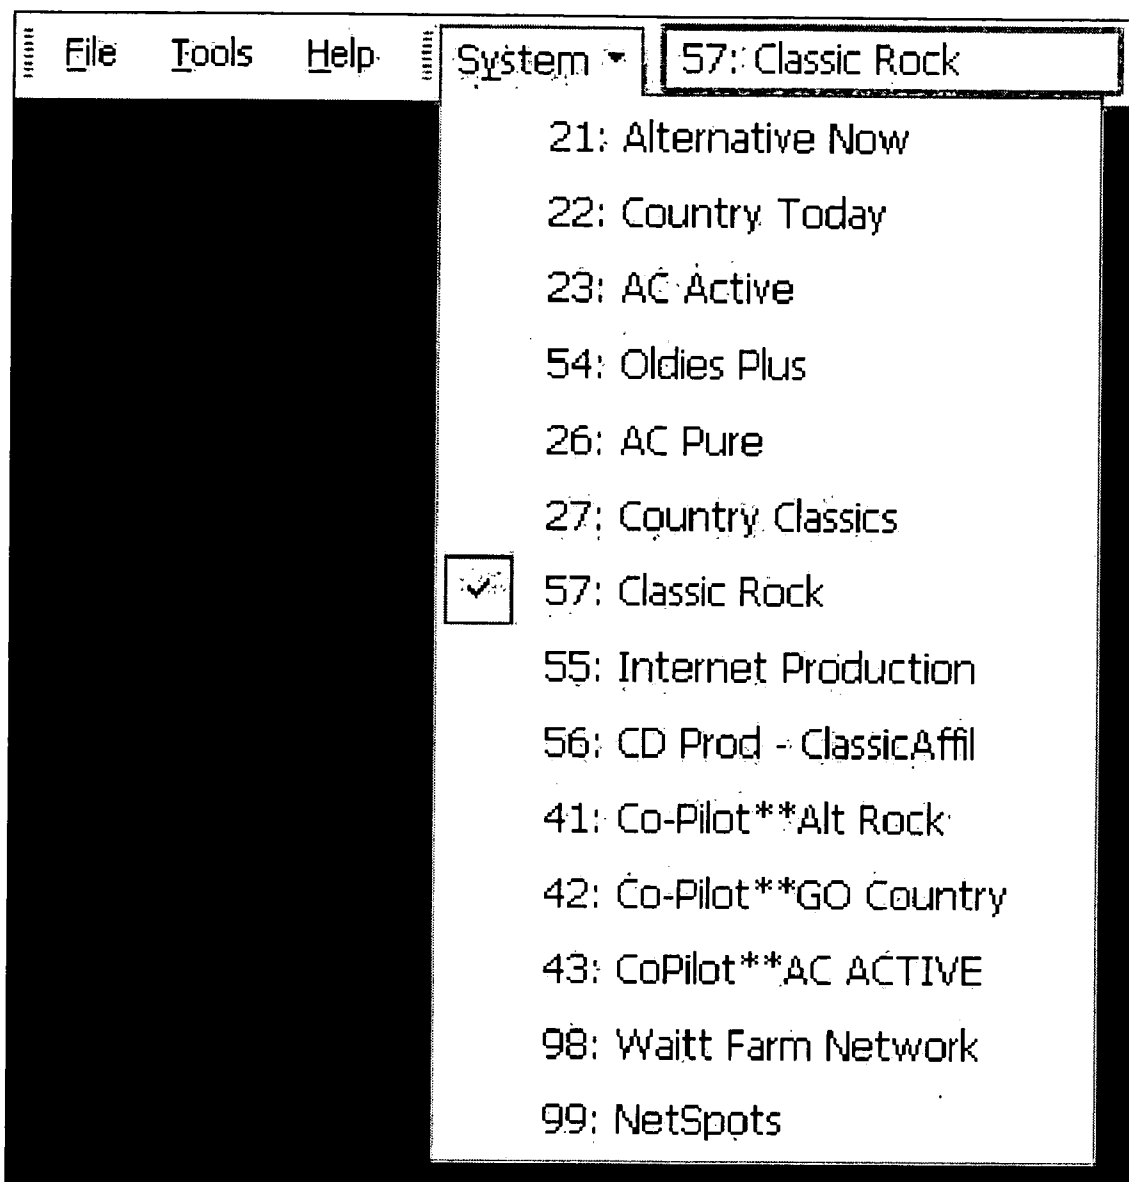 File Tools Help System 57: Classic Rock
21: Alternative Now
22: Country Today
23: AC Active
54: Oldies Plus
26: AC Pure
27: Country Classics
57: Classic Rock
55: Internet Production
56: CD Prod - ClassicAffil
41: Co-Pilot**Alt Rock
42: Co-Pilot**GO Country
43: CoPilot**AC ACTIVE
98: Waitt Farm Network
99: NetSpots